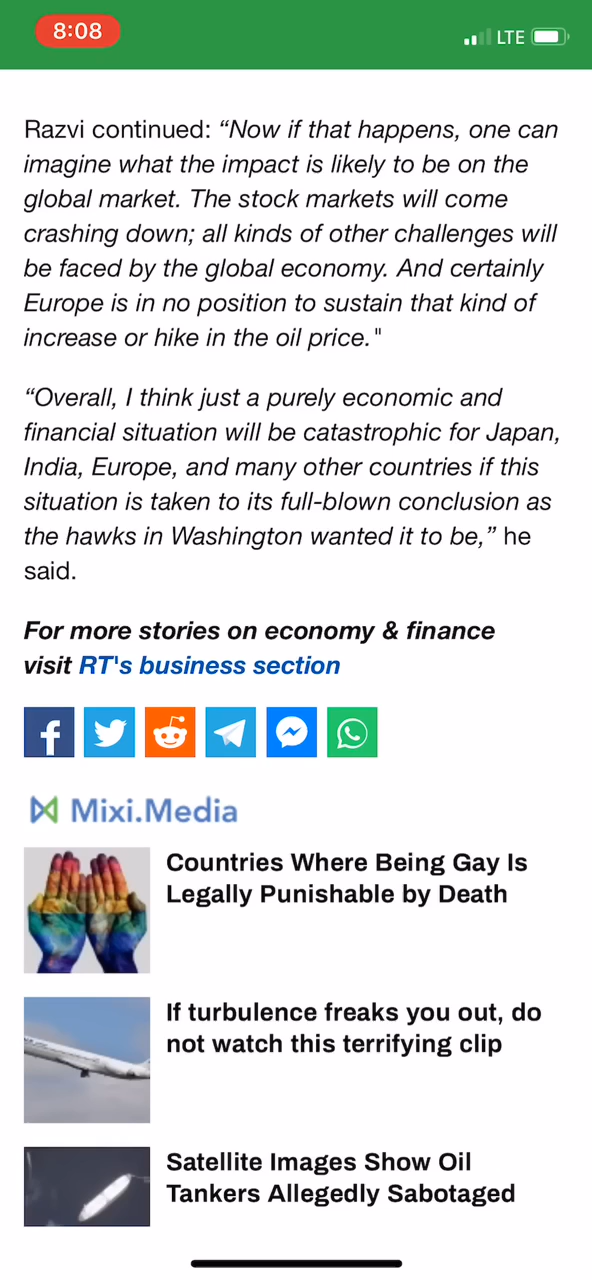 8:08
LTE
Razvi continued: “Now if that happens, one can
imagine what the impact is likely to be on the
global market. The stock markets will come
crashing down; all kinds of other challenges will
be faced by the global economy. And certainly
Europe is in no position to sustain that kind of
increase or hike in the oil price."
“Overall, I think just a purely economic and
financial situation will be catastrophic for Japan,
India, Europe, and many other countries if this
situation is taken to its full-blown conclusion as
the hawks in Washington wanted it to be,” he
said.
For more stories on economy & finance
visit RT's business section
Mixi.Media
Countries Where Being Gay Is
Legally Punishable by Death
If turbulence freaks you out, do
not watch this terrifying clip
Satellite Images Show Oil
Tankers Allegedly Sabotaged